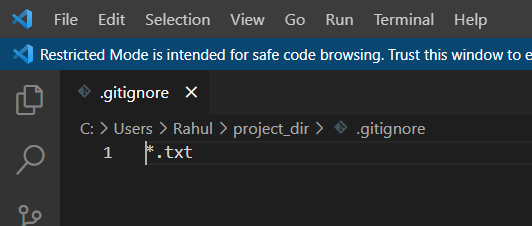 File Edit Selection View Go Run Terminal Help
Restricted Mode is intended for safe code browsing. Trust this window to e
.gitignore
C: > Users > Rahul > project_dir > .gitignore
1 *.txt